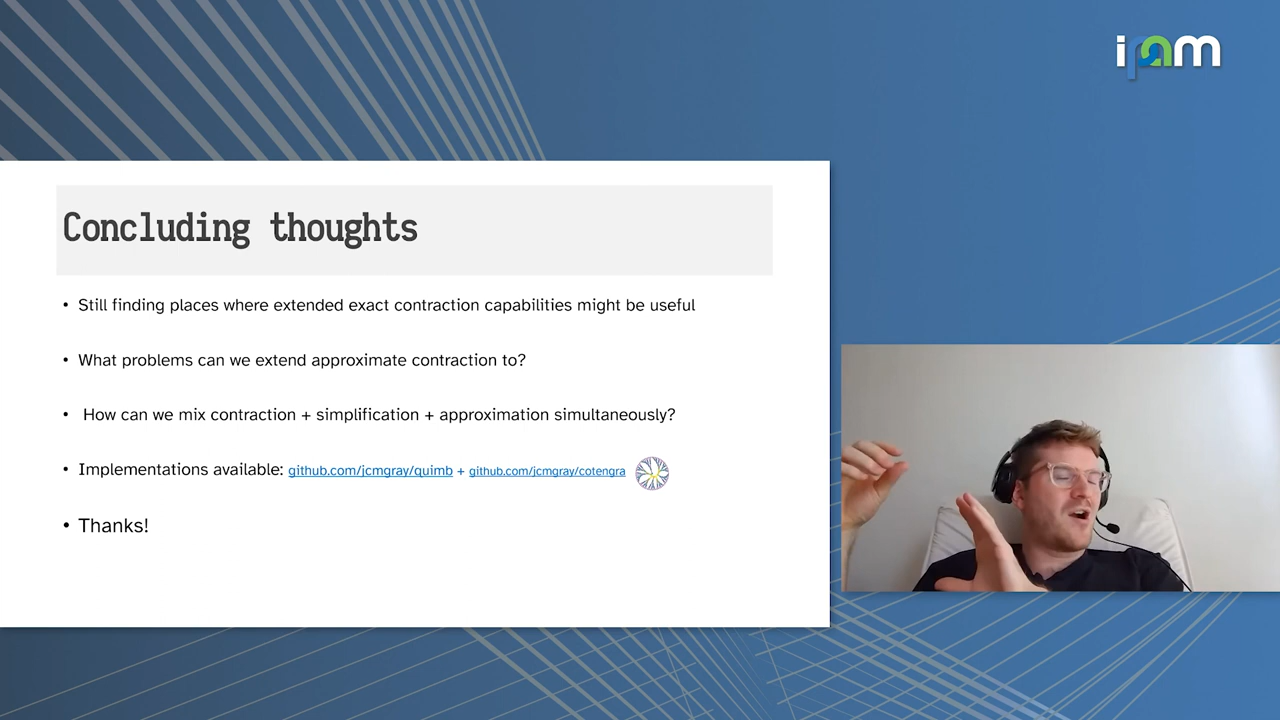 ipam
Concluding thoughts
• Still finding places where extended exact contraction capabilities might be useful
• What problems can we extend approximate contraction to?
• How can we mix contraction + simplification + approximation simultaneously?
• Implementations available: github.com/jcmgray/quimb + github.com/jcmgray/cotengra
• Thanks!